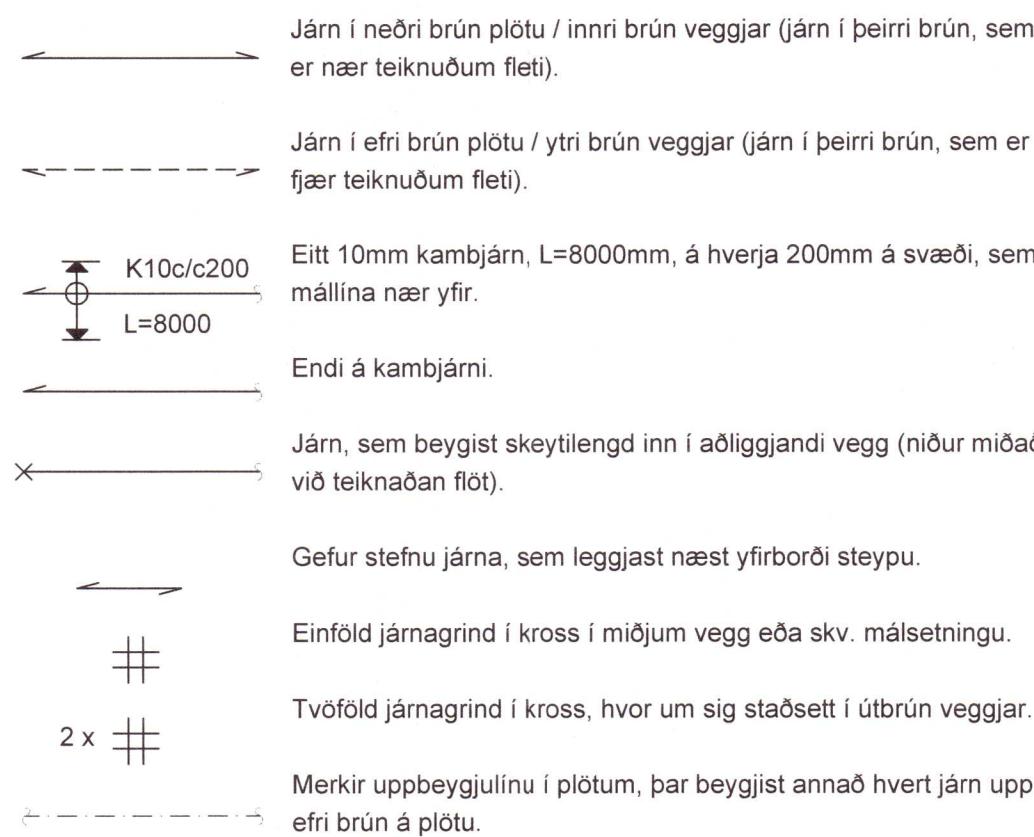 Járn í neðri brún plötu / innri brún veggjar (járn í þeirri brún, sem
er nær teiknuðum fleti).
Járn í efri brún plötu / ytri brún veggjar (járn í þeirri brún, sem er
fjær teiknuðum fleti).
K10c/c200
L=8000
Eitt 10mm kambjárn, L=8000mm, á hverja 200mm á svæði, sem
mállína nær yfir.
Endi á kambjárni.
Járn, sem beygist skeytilengd inn í aðliggjandi vegg (niður miðað
við teiknaðan flöt).
Gefur stefnu járna, sem leggjast næst yfirborði steypu.
Einföld járnagrind í kross í miðjum vegg eða skv. málsetningu.
2 x
Tvöföld járnagrind í kross, hvor um sig staðsett í útbrún veggjar.
Merkir uppbeygjulínu í plötum, þar beygjist annað hvert járn upp
efri brún á plötu.